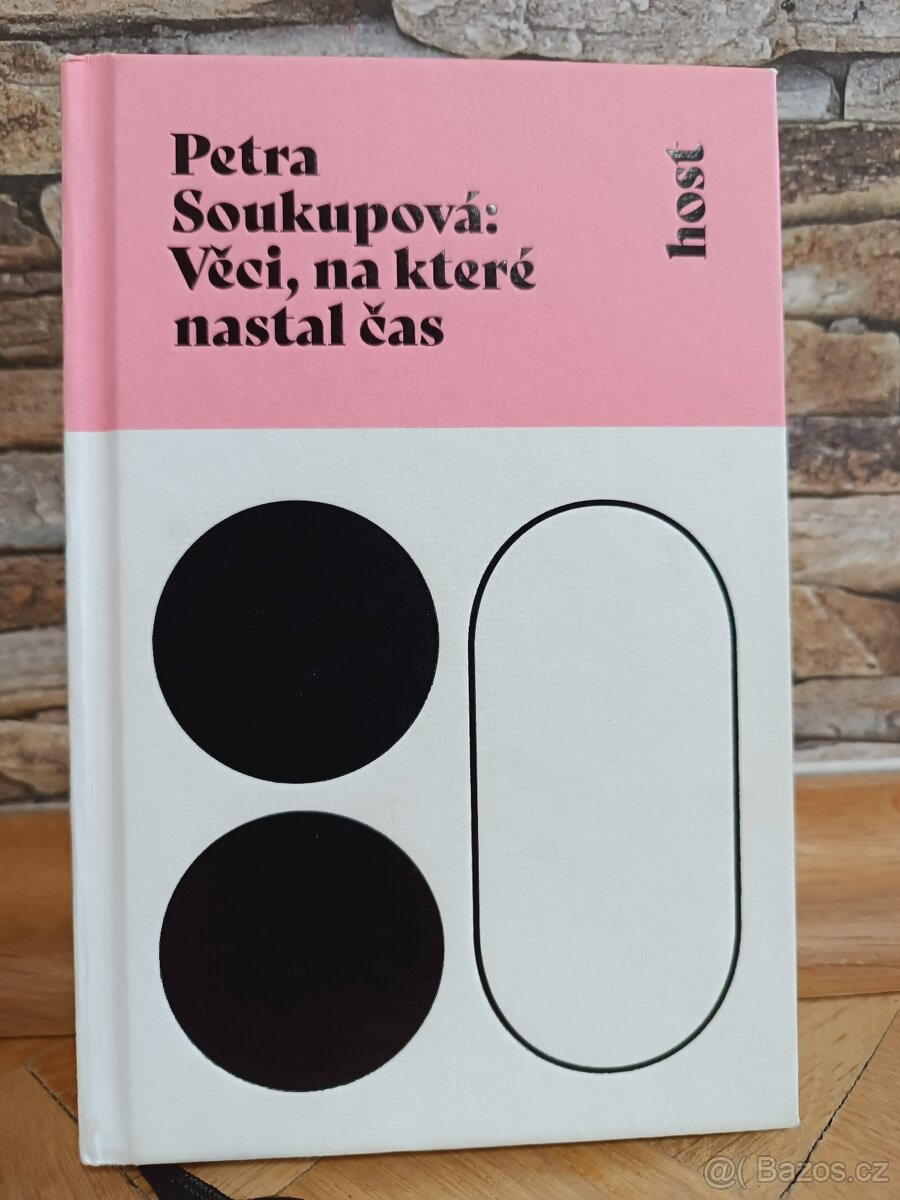 Petra
Soukupová:
Věci, na které
nastal čas
host
@( Bazos.cz